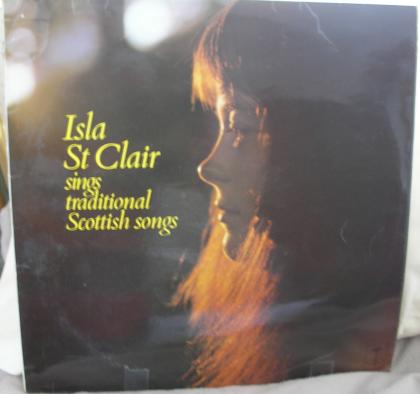 Isla
St Clair
sings
traditional
Scottish songs